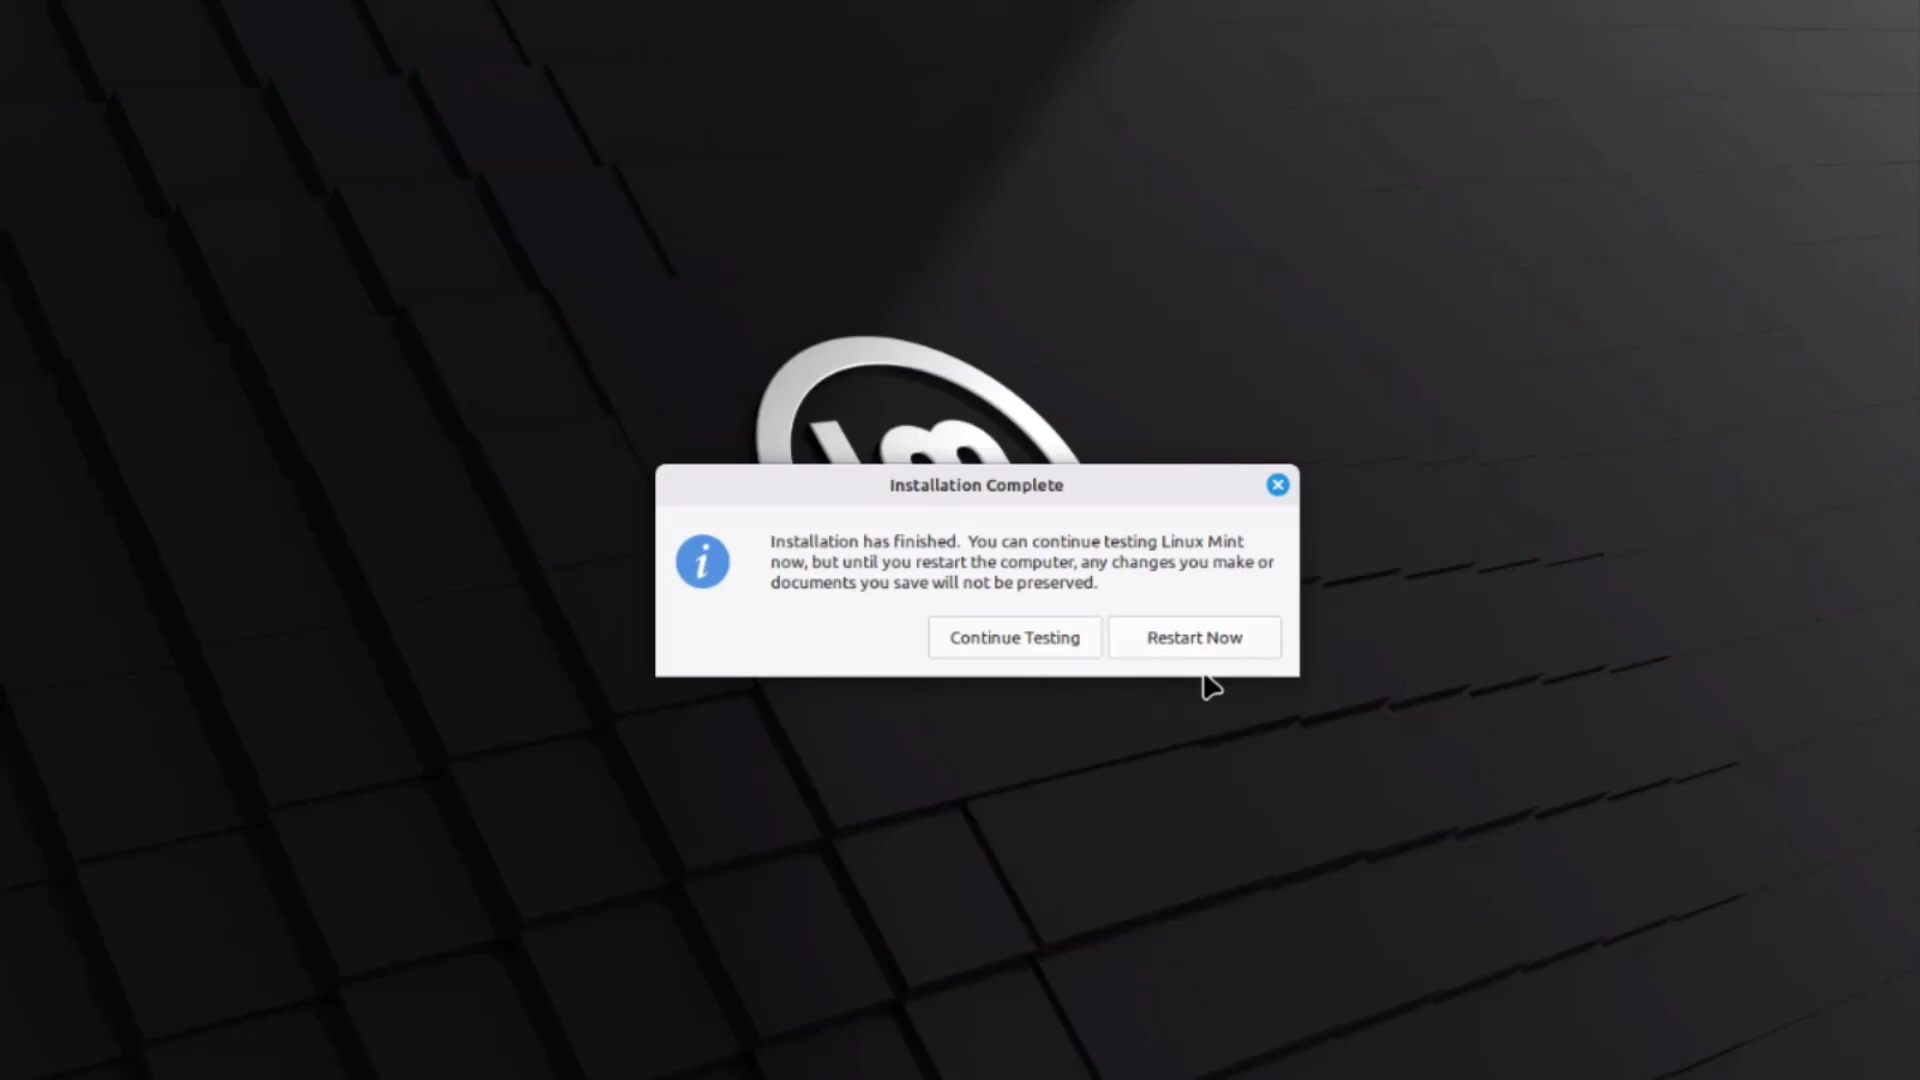 Installation Complete
Installation has finished. You can continue testing Linux Mint
now, but until you restart the computer, any changes you make or
documents you save will not be preserved.
Continue Testing
Restart Now